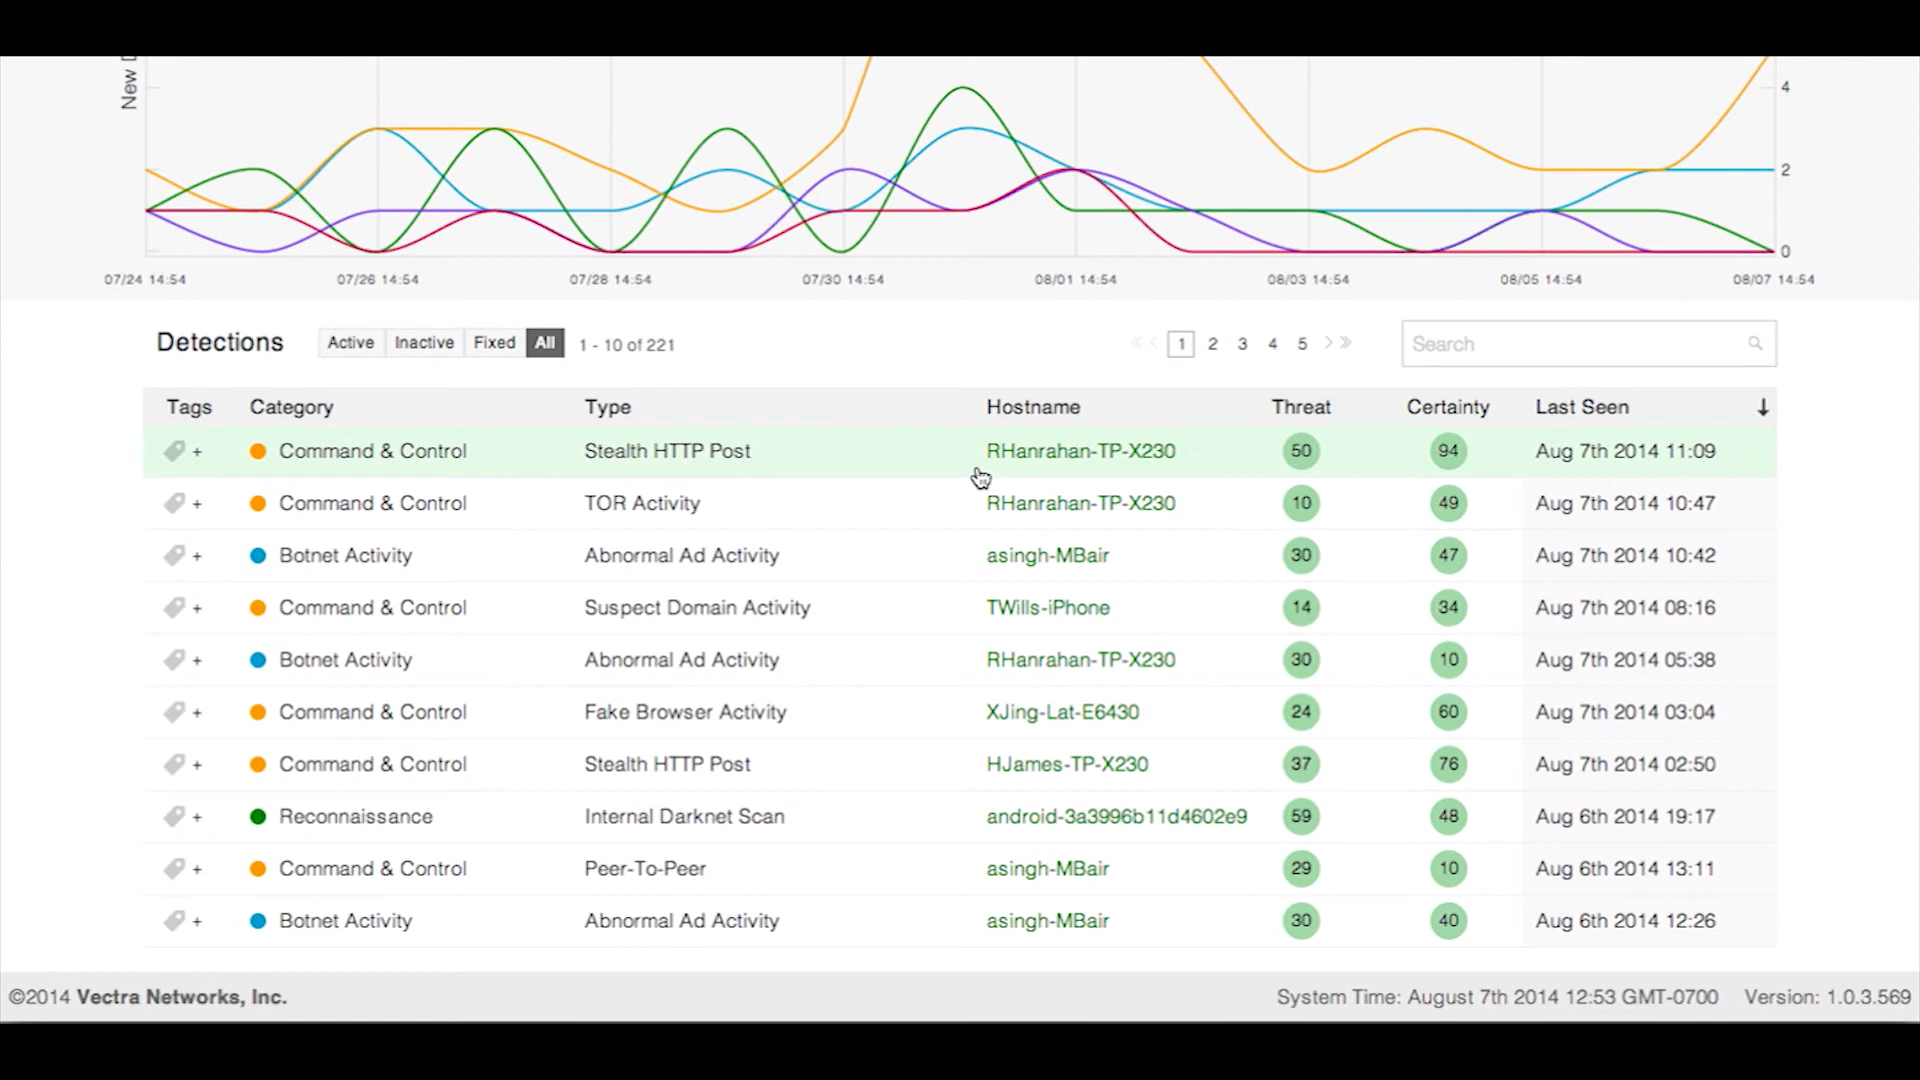 New D
4
2
0
07/24 14:54 07/26 14:54 07/28 14:54 07/30 14:54 08/01 14:54 08/03 14:54 08/05 14:54 08/07 14:54
Detections Active Inactive Fixed All 1 - 10 of 221 1 2 3 4 5 Search
Tags Category Type Hostname Threat Certainty Last Seen
+ Command & Control Stealth HTTP Post RHanrahan-TP-X230 50 94 Aug 7th 2014 11:09
+ Command & Control TOR Activity RHanrahan-TP-X230 10 49 Aug 7th 2014 10:47
+ Botnet Activity Abnormal Ad Activity asingh-MBair 30 47 Aug 7th 2014 10:42
+ Command & Control Suspect Domain Activity TWills-iPhone 14 34 Aug 7th 2014 08:16
+ Botnet Activity Abnormal Ad Activity RHanrahan-TP-X230 30 10 Aug 7th 2014 05:38
+ Command & Control Fake Browser Activity XJing-Lat-E6430 24 60 Aug 7th 2014 03:04
+ Command & Control Stealth HTTP Post HJames-TP-X230 37 76 Aug 7th 2014 02:50
+ Reconnaissance Internal Darknet Scan android-3a3996b11d4602e9 59 48 Aug 6th 2014 19:17
+ Command & Control Peer-To-Peer asingh-MBair 29 10 Aug 6th 2014 13:11
+ Botnet Activity Abnormal Ad Activity asingh-MBair 30 40 Aug 6th 2014 12:26
©2014 Vectra Networks, Inc. System Time: August 7th 2014 12:53 GMT-0700 Version: 1.0.3.569